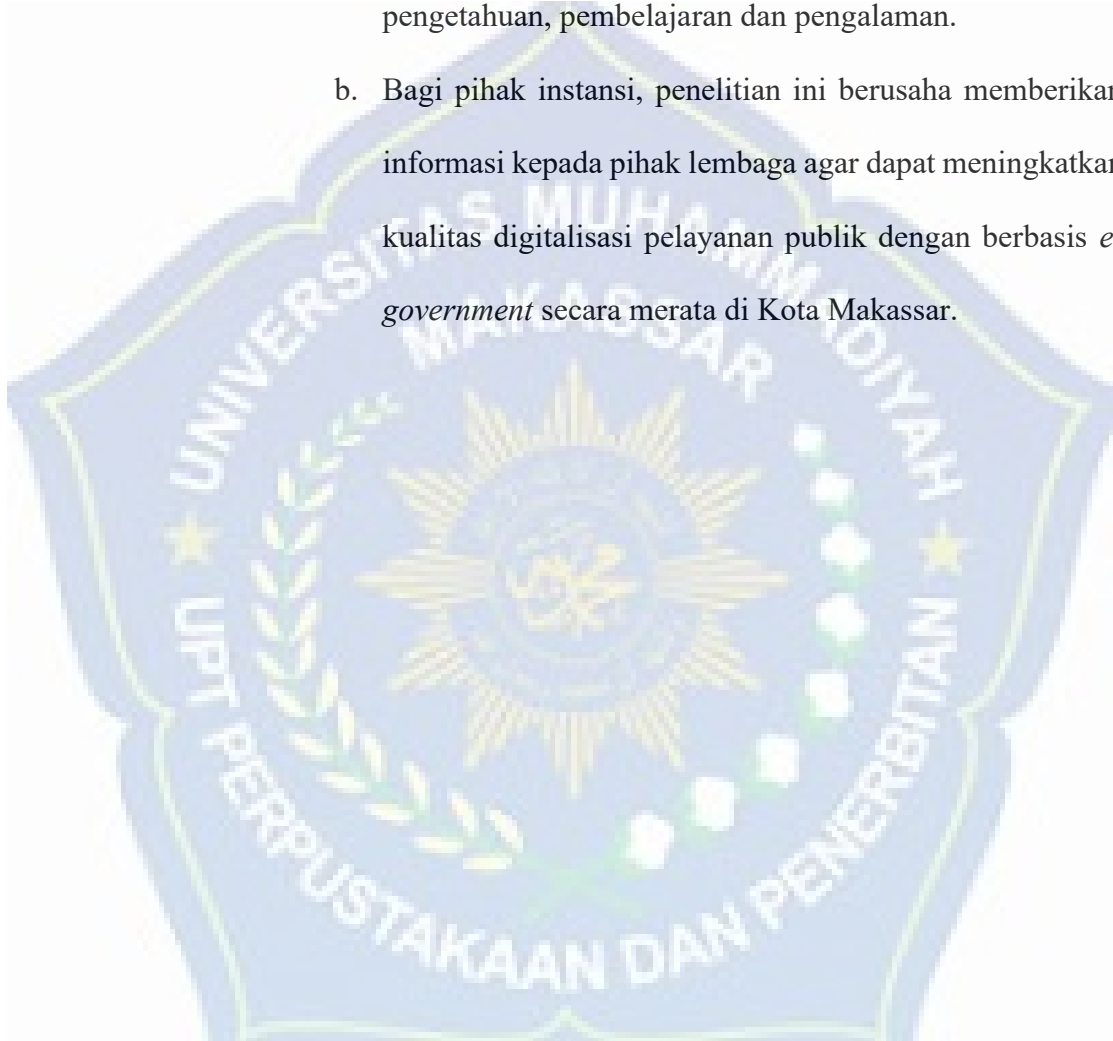 pengetahuan, pembelajaran dan pengalaman.
b. Bagi pihak instansi, penelitian ini berusaha memberikan
informasi kepada pihak lembaga agar dapat meningkatkan
kualitas digitalisasi pelayanan publik dengan berbasis e
government secara merata di Kota Makassar.
UNIVERSITAS MUHAMMADIYAH
MAKASSAR
UPT PERPUSTAKAAN DAN PENERBITAN